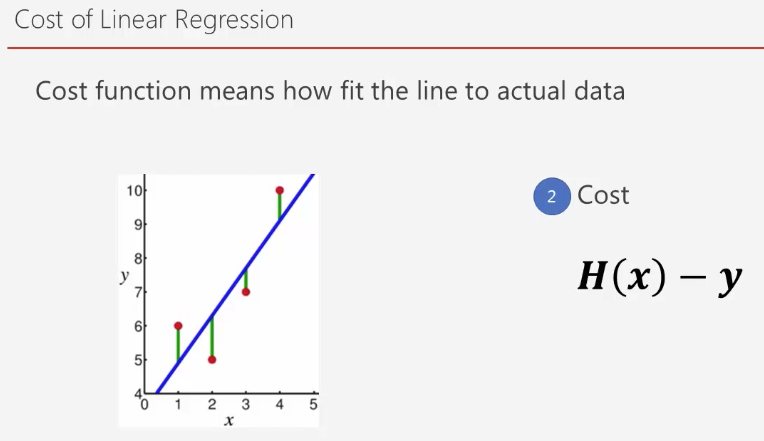 Cost of Linear Regression
Cost function means how fit the line to actual data
10
9
8
7
6
5
4
y
0 1 2 3 4 5
x
2 Cost
H(x) − y